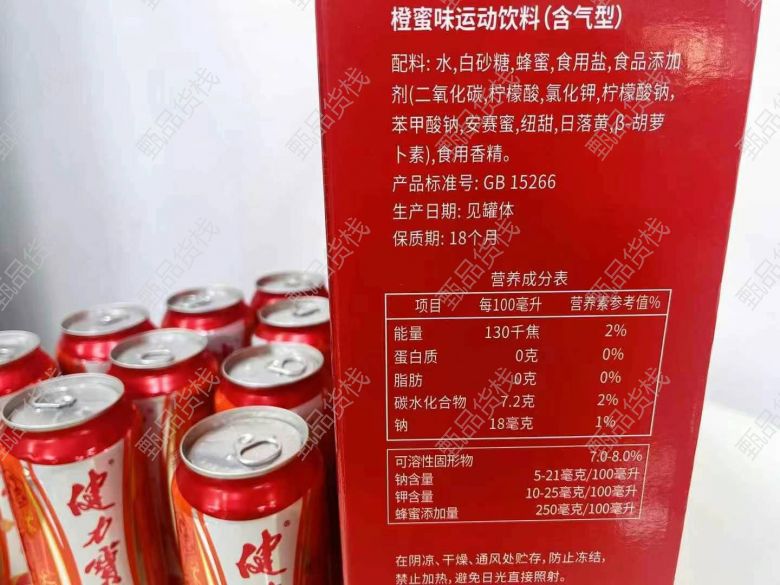 橙蜜味运动饮料(含气型)
配料: 水,白砂糖,蜂蜜,食用盐,食品添加
剂(二氧化碳,柠檬酸,氯化钾,柠檬酸钠,
苯甲酸钠,安赛蜜,纽甜,日落黄,β-胡萝
卜素),食用香精。
产品标准号: GB 15266
生产日期: 见罐体
保质期: 18个月
营养成分表
项目 每100毫升 营养素参考值%
能量 130千焦 2%
蛋白质 0克 0%
脂肪 0克 0%
碳水化合物 7.2克 2%
钠 18毫克 1%
可溶性固形物 7.0-8.0%
钠含量 5-21毫克/100毫升
钾含量 10-25毫克/100毫升
蜂蜜添加量 250毫克/100毫升
在阴凉、干燥、通风处贮存,防止冻结,
禁止加热,避免日光直接照射。
健力寶
健
甄品货栈